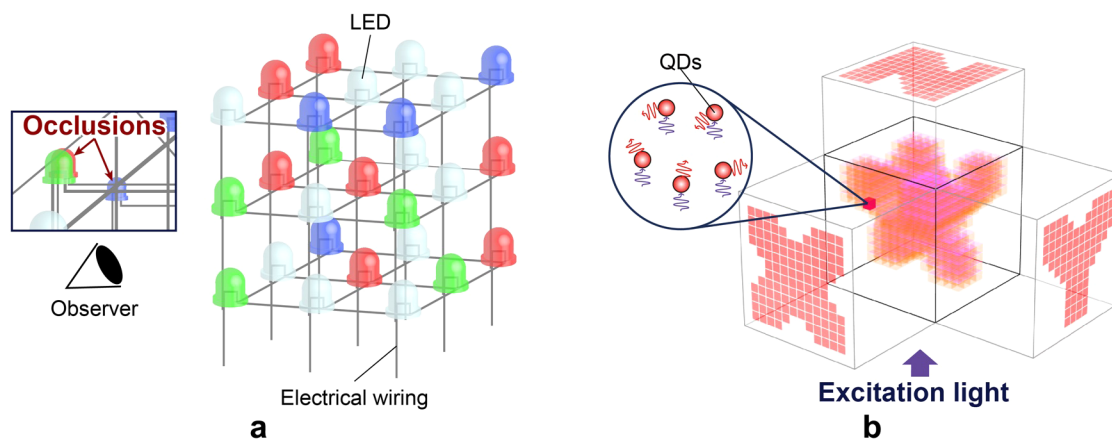 LED
Occlusions
Observer
Electrical wiring
a
QDs
Excitation light
b